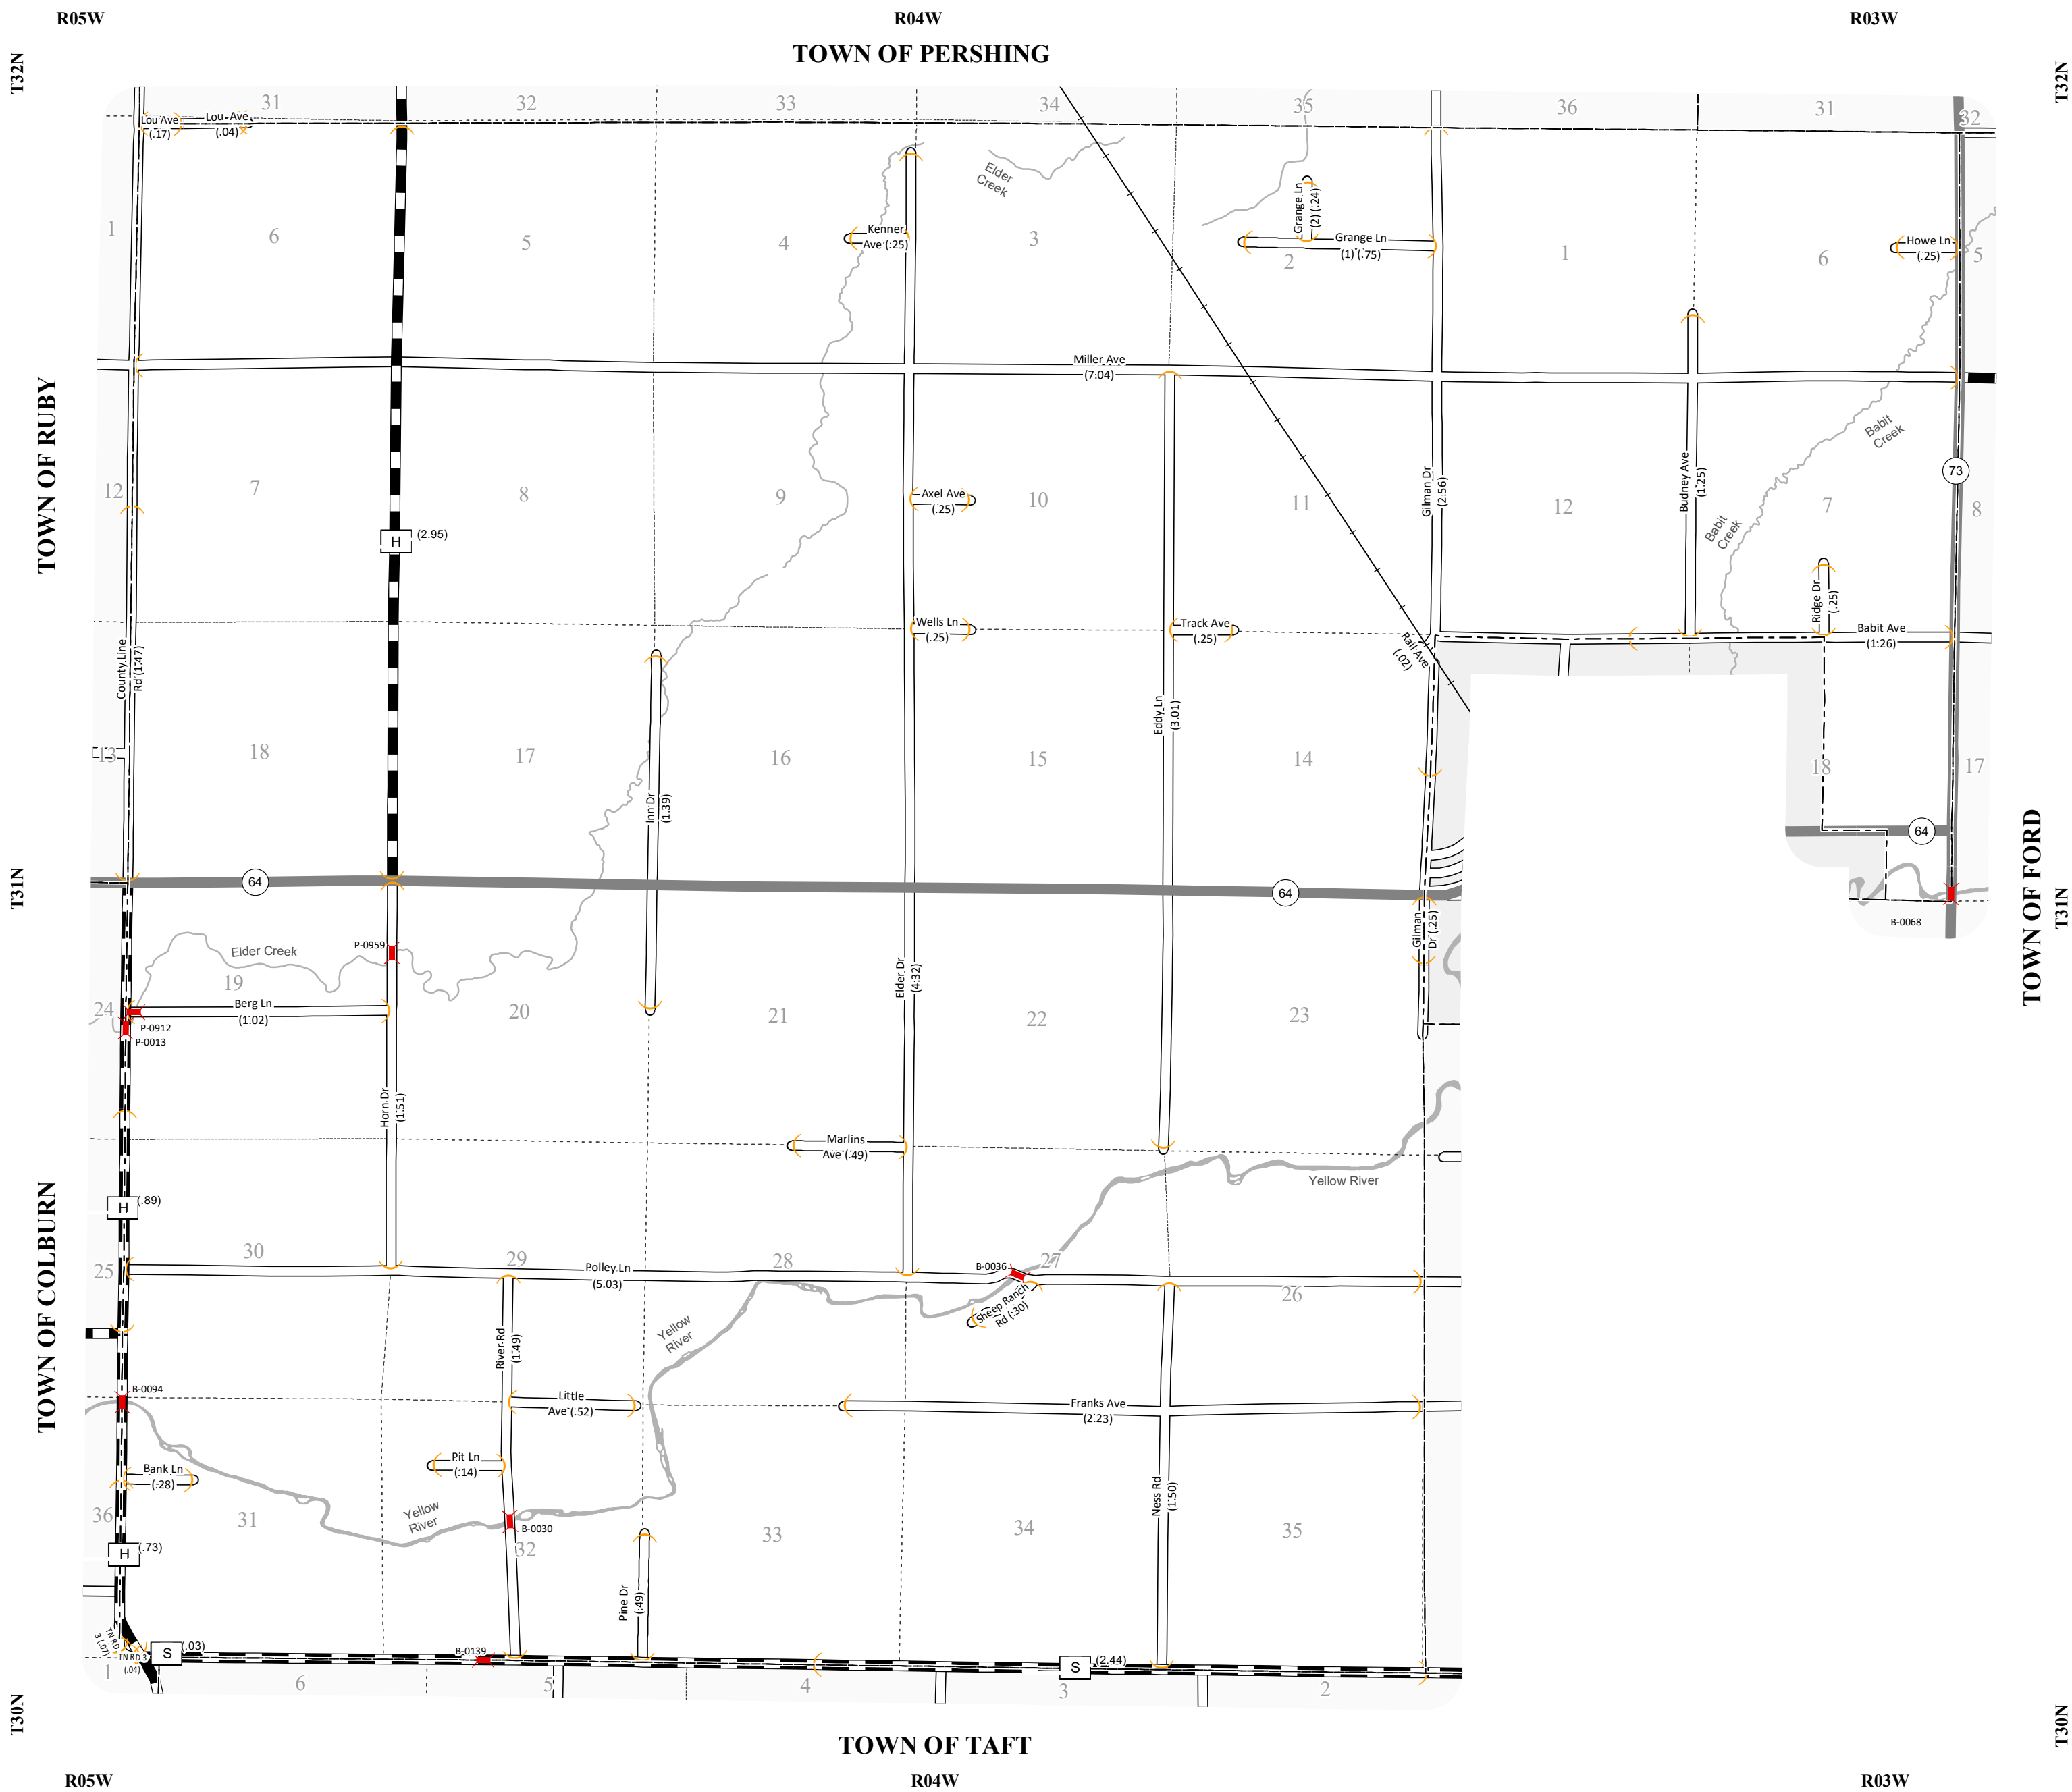 R05W
R04W
R03W
TOWN OF PERSHING
T32N
T32N
31
32
33
34
35
36
31
32
Lou Ave
(.17)
Lou Ave
(.04)
Elder
Creek
Grange Ln
(2) (.24)
Kenner
Ave (.25)
Grange Ln
(1) (.75)
Howe Ln
(.25)
1
6
5
4
3
2
1
6
5
Miller Ave
(7.04)
TOWN OF RUBY
Babit
Creek
73
12
7
8
9
10
11
12
7
8
Axel Ave
(.25)
Gilman Dr
(2.56)
Budney Ave
(1.25)
Babit
Creek
H
(2.95)
Ridge Dr
(.25)
Wells Ln
(.25)
Track Ave
(.25)
Rail Ave
(.02)
Babit Ave
(1.26)
County Line
Rd (1.47)
Eddy Ln
(3.01)
13
18
17
16
15
14
18
17
Inn Dr
(1.39)
64
64
64
T31N
T31N
TOWN OF FORD
B-0068
Gilman
Dr (.25)
P-0959
Elder Creek
19
Elder Dr
(4.32)
24
Berg Ln
(1.02)
20
21
22
23
P-0912
P-0013
Horn Dr
(1.51)
Marlins
Ave (.49)
Yellow River
TOWN OF COLBURN
H
(.89)
30
29
28
27
25
Polley Ln
(5.03)
B-0036
26
Sheep Ranch
Rd (.30)
Yellow
River
River Rd
(1.49)
B-0094
Little
Ave (.52)
Franks Ave
(2.23)
Pit Ln
(.14)
Bank Ln
(.28)
Ness Rd
(1.50)
36
31
Yellow
River
B-0030
32
33
34
35
H
(.73)
Pine Dr
(.49)
TN RD
3 (.07)
TN RD 3
(.04)
S
(.03)
B-0139
S
(2.44)
1
6
5
4
3
2
T30N
T30N
TOWN OF TAFT
R05W
R04W
R03W